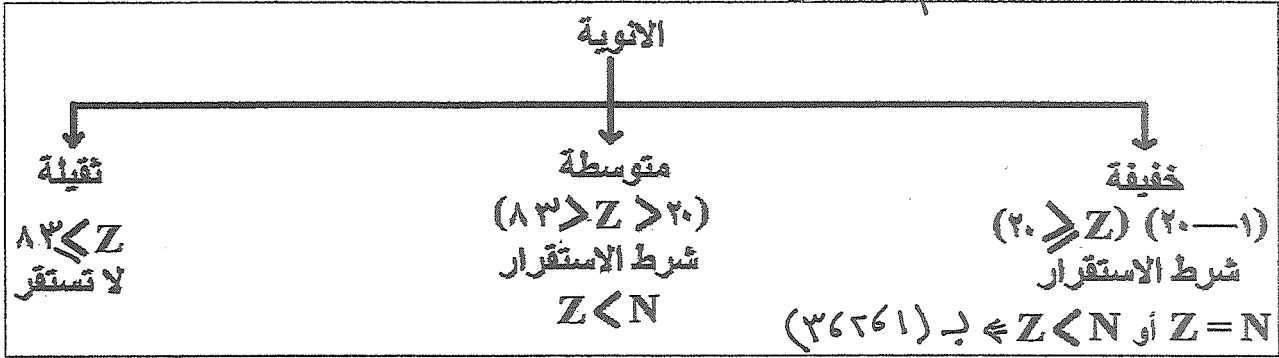 الانوية
خفيفة
(١—٢٠) (Z ⩽ ٢٠)
شرط الاستقرار
Z = N أو Z < N ⇐ بـ (١،٢،٣)
متوسطة
(٢٠ < Z < ٨٣)
شرط الاستقرار
Z < N
ثقيلة
٨٣ ⩽ Z
لا تستقر